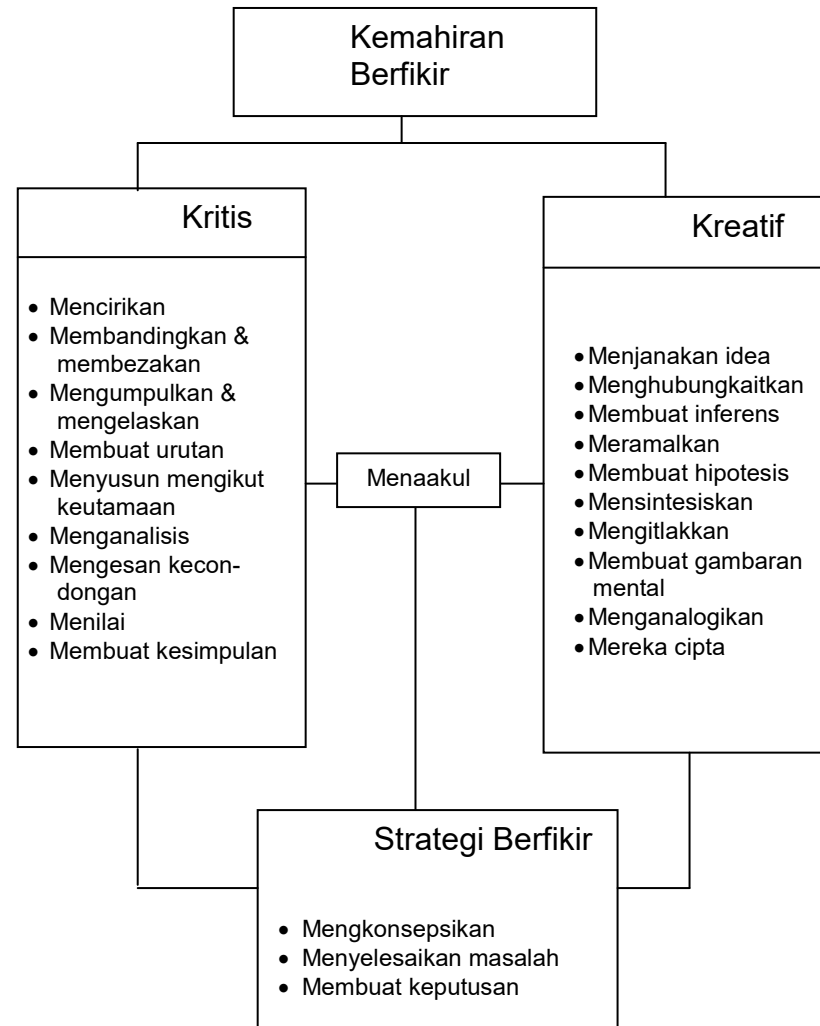 Kemahiran
Berfikir
Kritis
• Mencirikan
• Membandingkan &
membezakan
• Mengumpulkan &
mengelaskan
• Membuat urutan
• Menyusun mengikut
keutamaan
• Menganalisis
• Mengesan kecon-
dongan
• Menilai
• Membuat kesimpulan
Menaakul
Kreatif
• Menjanakan idea
• Menghubungkaitkan
• Membuat inferens
• Meramalkan
• Membuat hipotesis
• Mensintesiskan
• Mengitlakkan
• Membuat gambaran
mental
• Menganalogikan
• Mereka cipta
Strategi Berfikir
• Mengkonsepsikan
• Menyelesaikan masalah
• Membuat keputusan